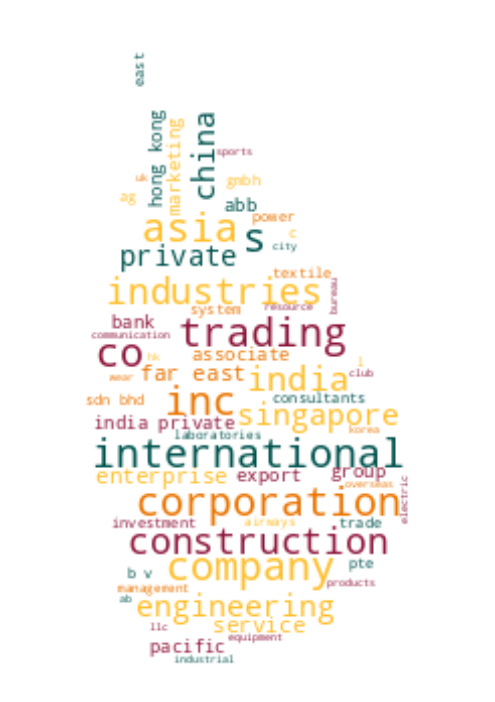 east
hong kong
marketing
china
sports
uk
gmbh
ag
abb
power
asia
s
c
city
private
textile
industries
bureau
resource
system
bank
trading
communication
co
hk
associate
wear
far east
india
l
club
sdn bhd
inc
consultants
singapore
india private
korea
laboratories
international
enterprise
export
group
overseas
electric
corporation
investment
airways
trade
construction
company
pte
b v
products
management
ab
engineering
service
llc
equipment
pacific
industrial